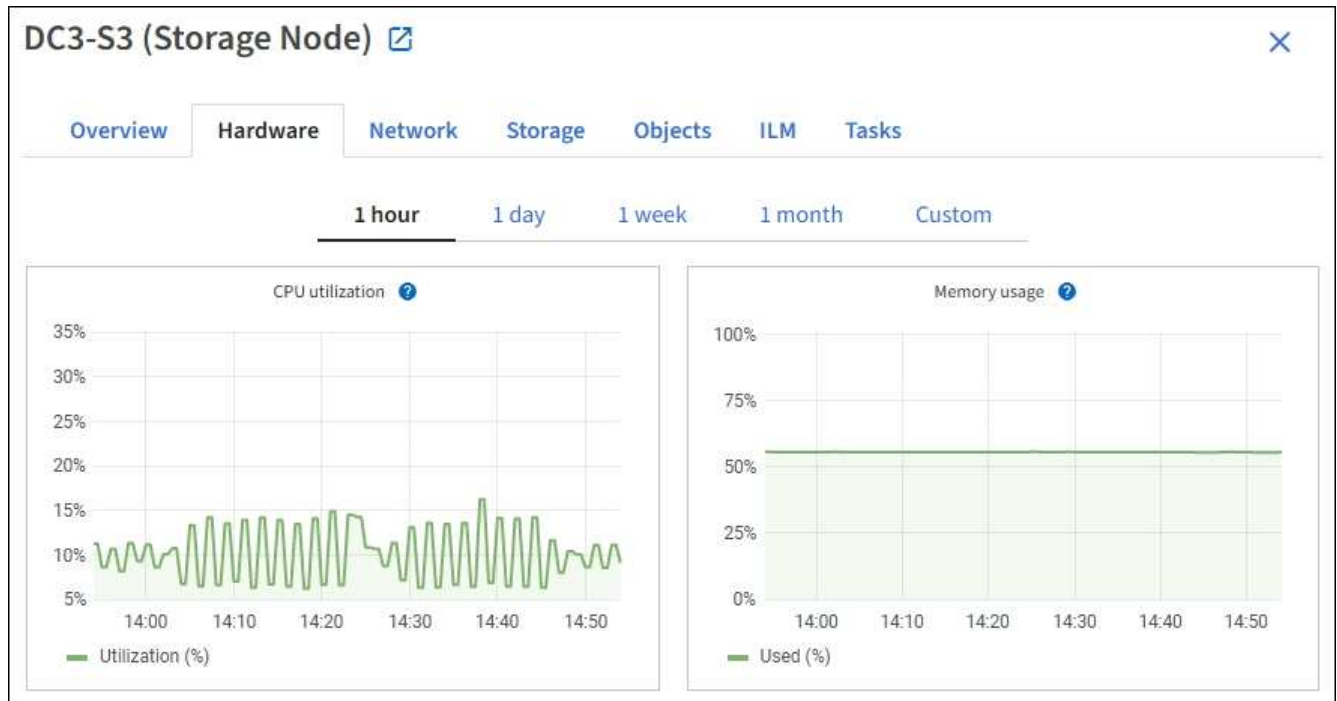 DC3-S3 (Storage Node)
Overview Hardware Network Storage Objects ILM Tasks
1 hour 1 day 1 week 1 month Custom
CPU utilization ?
35%
30%
25%
20%
15%
10%
5%
14:00 14:10 14:20 14:30 14:40 14:50
Utilization (%)
Memory usage ?
100%
75%
50%
25%
0%
14:00 14:10 14:20 14:30 14:40 14:50
Used (%)